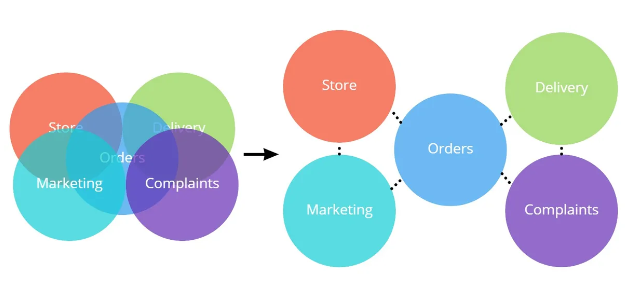 Store
Delivery
Orders
Marketing
Complaints
Store
Delivery
Orders
Marketing
Complaints